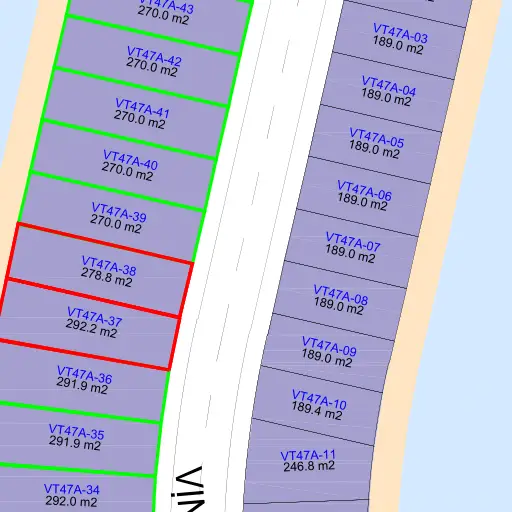 VT47A-43
270.0 m2
VT47A-42
270.0 m2
VT47A-41
270.0 m2
VT47A-40
270.0 m2
VT47A-39
270.0 m2
VT47A-38
278.8 m2
VT47A-37
292.2 m2
VT47A-36
291.9 m2
VT47A-35
291.9 m2
VT47A-34
292.0 m2
VT47A-03
189.0 m2
VT47A-04
189.0 m2
VT47A-05
189.0 m2
VT47A-06
189.0 m2
VT47A-07
189.0 m2
VT47A-08
189.0 m2
VT47A-09
189.0 m2
VT47A-10
189.4 m2
VT47A-11
246.8 m2